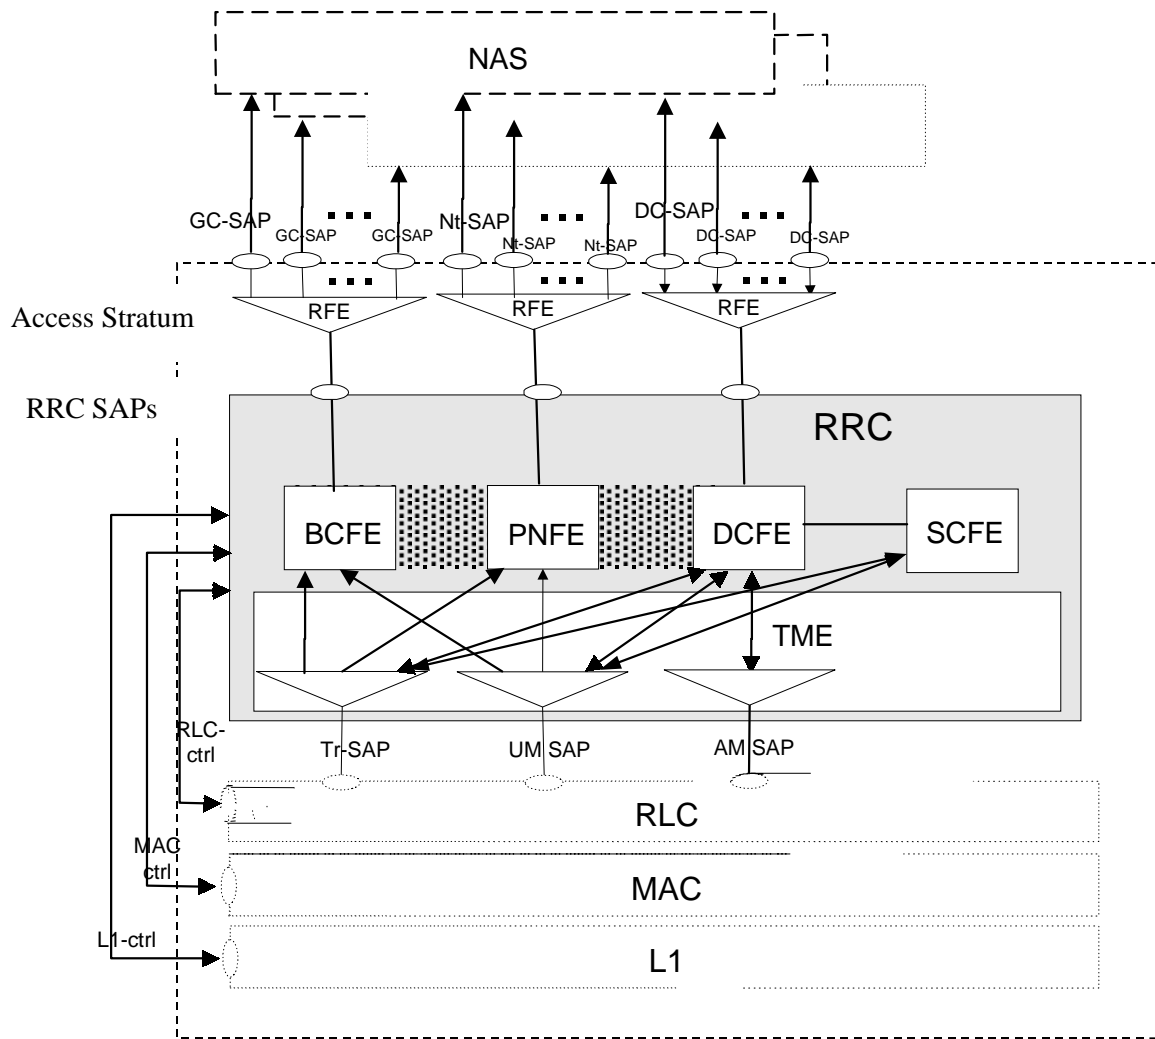 NAS
GC-SAP
GC-SAP
GC-SAP
Nt-SAP
Nt-SAP
Nt-SAP
DC-SAP
DC-SAP
DC-SAP
RFE
RFE
RFE
Access Stratum
RRC SAPs
RRC
BCFE
PNFE
DCFE
SCFE
TME
RLC-
ctrl
Tr-SAP
UM SAP
AM SAP
RLC
MAC
ctrl
MAC
L1-ctrl
L1